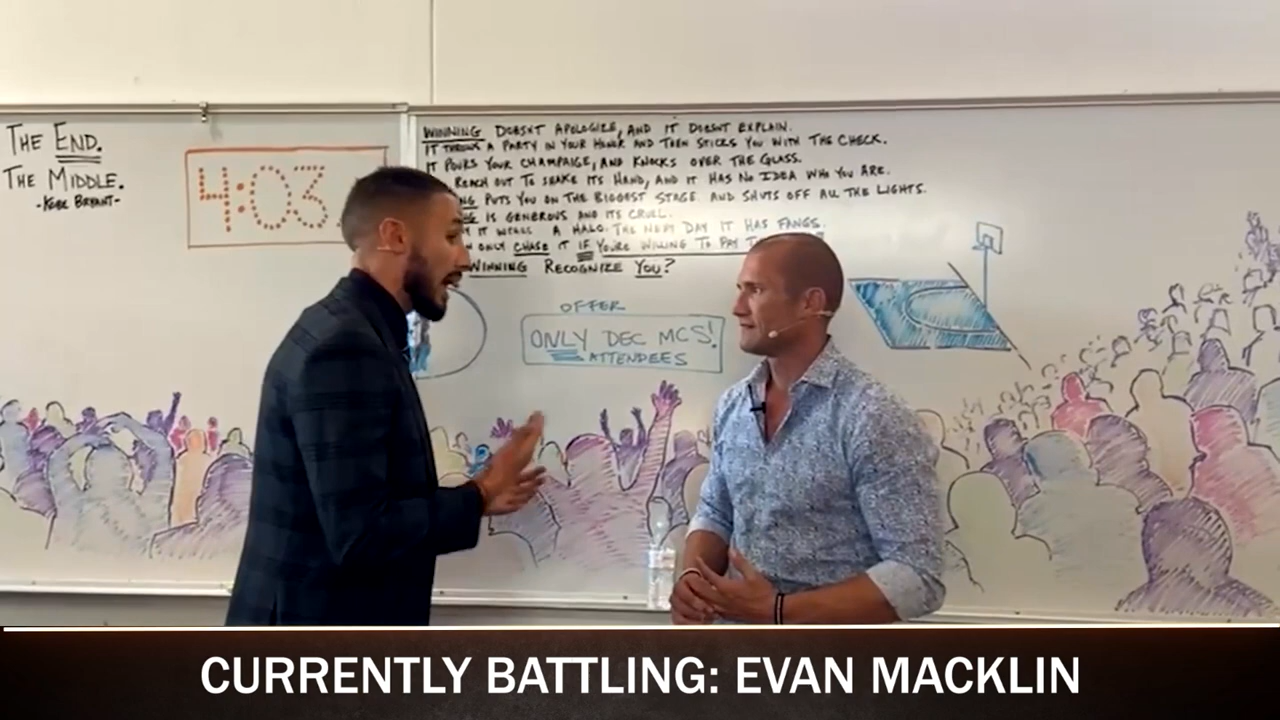 THE END.
THE MIDDLE.
-KOBE BRYANT-
4:03
WINNING DOESNT APOLOGIZE, AND IT DOESNT EXPLAIN.
IT THROWS A PARTY IN YOUR HONOR AND THEN STICKS YOU WITH THE CHECK.
IT POURS YOUR CHAMPAIGE, AND KNOCKS OVER THE GLASS.
REACH OUT TO SHAKE ITS HAND, AND IT HAS NO IDEA WHO YOU ARE.
PUTS YOU ON THE BIGGEST STAGE AND SHUTS OFF ALL THE LIGHTS.
IS GENEROUS AND ITS CRUEL.
IT WEARS A HALO. THE NEXT DAY IT HAS FANGS.
ONLY CHASE IT IF YOU'RE WILLING TO PAY
WINNING RECOGNIZE YOU?
OFFER
ONLY DEC MCS!
ATTENDEES
CURRENTLY BATTLING: EVAN MACKLIN